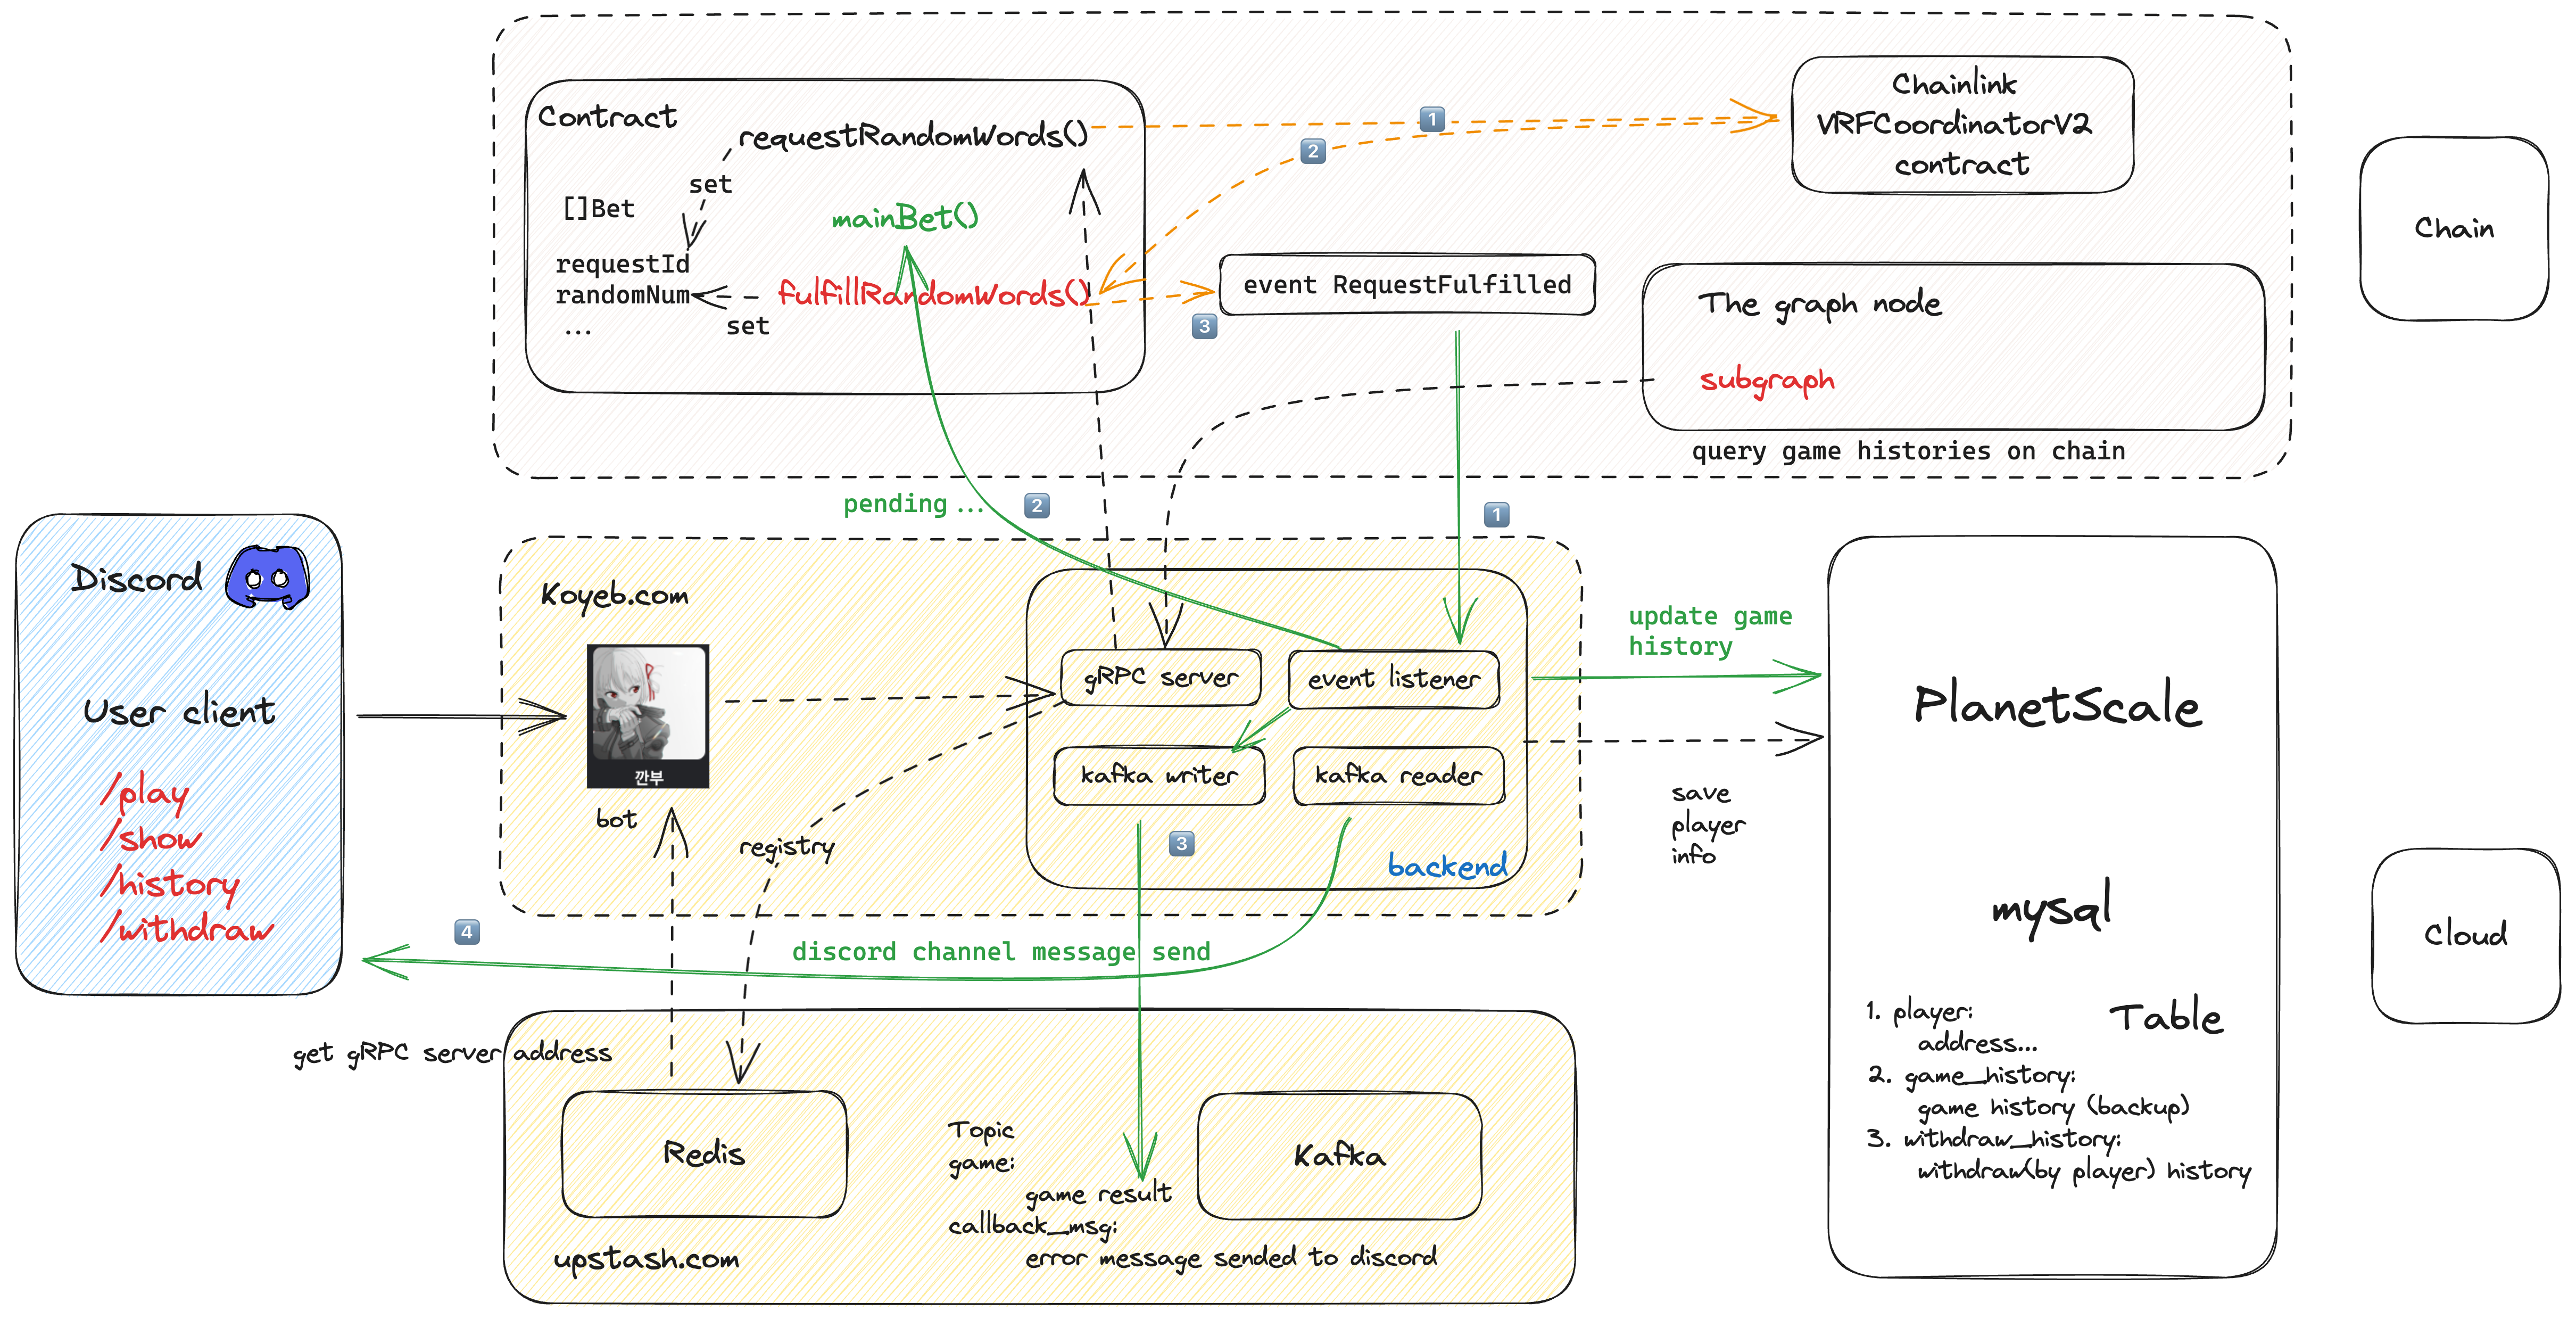 Contract
requestRandomWords()
set
[]Bet
mainBet()
requestId
randomNum
...
fulfillRandomWords()
set
1
2
3
Chainlink
VRFCoordinatorV2
contract
event RequestFulfilled
The graph node
subgraph
query game histories on chain
Chain
pending ...
2
1
Discord
User client
/play
/show
/history
/withdraw
Koyeb.com
깐부
bot
registry
gRPC server
event listener
kafka writer
kafka reader
3
backend
update game
history
save
player
info
4
discord channel message send
get gRPC server address
Redis
upstash.com
Topic
game:
game result
callback_msg:
error message sended to discord
Kafka
PlanetScale
mysql
Table
1. player:
address...
2. game_history:
game history (backup)
3. withdraw_history:
withdraw(by player) history
Cloud